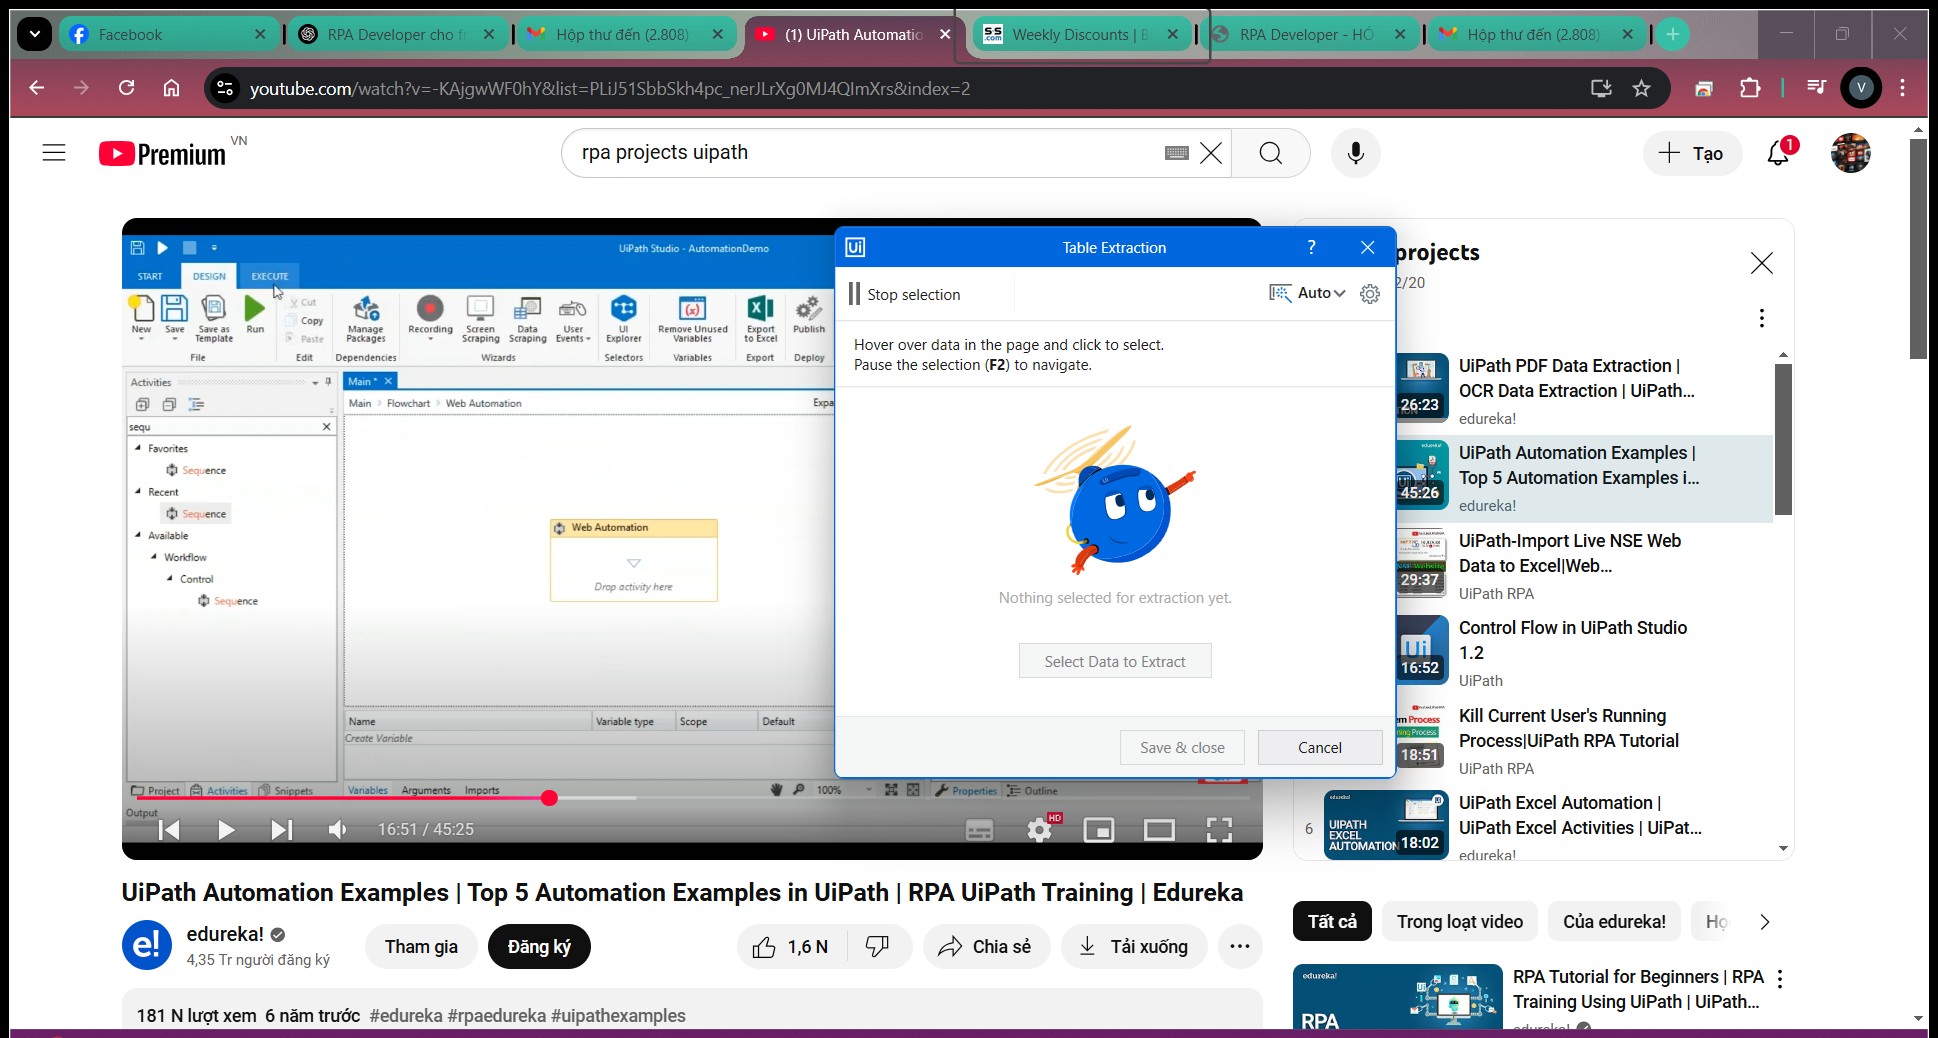 Facebook
RPA Developer cho f
Hộp thư đến (2.808)
(1) UiPath Automatio
Weekly Discounts | B
RPA Developer - HÓ
Hộp thư đến (2.808)
youtube.com/watch?v=-KAjgwWF0hY&list=PLiJ51SbbSkh4pc_nerJLrXg0MJ4QImXrs&index=2
V
Premium VN
rpa projects uipath
Tạo
1
UiPath Studio - AutomationDemo
START DESIGN EXECUTE
New
Save
Save as Template
Run
File
Cut
Copy
Paste
Edit
Manage Packages
Dependencies
Recording
Screen Scraping
Data Scraping
User Events
Wizards
UI Explorer
Selectors
Remove Unused Variables
Variables
Export to Excel
Export
Publish
Deploy
Activities
sequ
Favorites
Sequence
Recent
Sequence
Available
Workflow
Control
Sequence
Main *
Main > Flowchart > Web Automation
Expa
Web Automation
Drop activity here
Name Variable type Scope Default
Create Variable
Project Activities Snippets
Variables Arguments Imports
100%
Properties Outline
Output
16:51 / 45:25
HD
Ui Table Extraction ?
Stop selection
Auto
Hover over data in the page and click to select.
Pause the selection (F2) to navigate.
Nothing selected for extraction yet.
Select Data to Extract
Save & close
Cancel
projects
2/20
26:23
UiPath PDF Data Extraction |
OCR Data Extraction | UiPath...
edureka!
45:26
UiPath Automation Examples |
Top 5 Automation Examples i...
edureka!
29:37
UiPath-Import Live NSE Web
Data to Excel|Web...
UiPath RPA
Ui
16:52
Control Flow in UiPath Studio
1.2
UiPath
18:51
Kill Current User's Running
Process|UiPath RPA Tutorial
UiPath RPA
6
UIPATH
EXCEL
AUTOMATION
18:02
UiPath Excel Automation |
UiPath Excel Activities | UiPat...
edureka!
UiPath Automation Examples | Top 5 Automation Examples in UiPath | RPA UiPath Training | Edureka
e!
edureka!
4,35 Tr người đăng ký
Tham gia
Đăng ký
1,6 N
Chia sẻ
Tải xuống
181 N lượt xem 6 năm trước #edureka #rpaedureka #uipathexamples
Tất cả
Trong loạt video
Của edureka!
Họ
edureka!
RPA
RPA Tutorial for Beginners | RPA
Training Using UiPath | UiPath...
edureka!